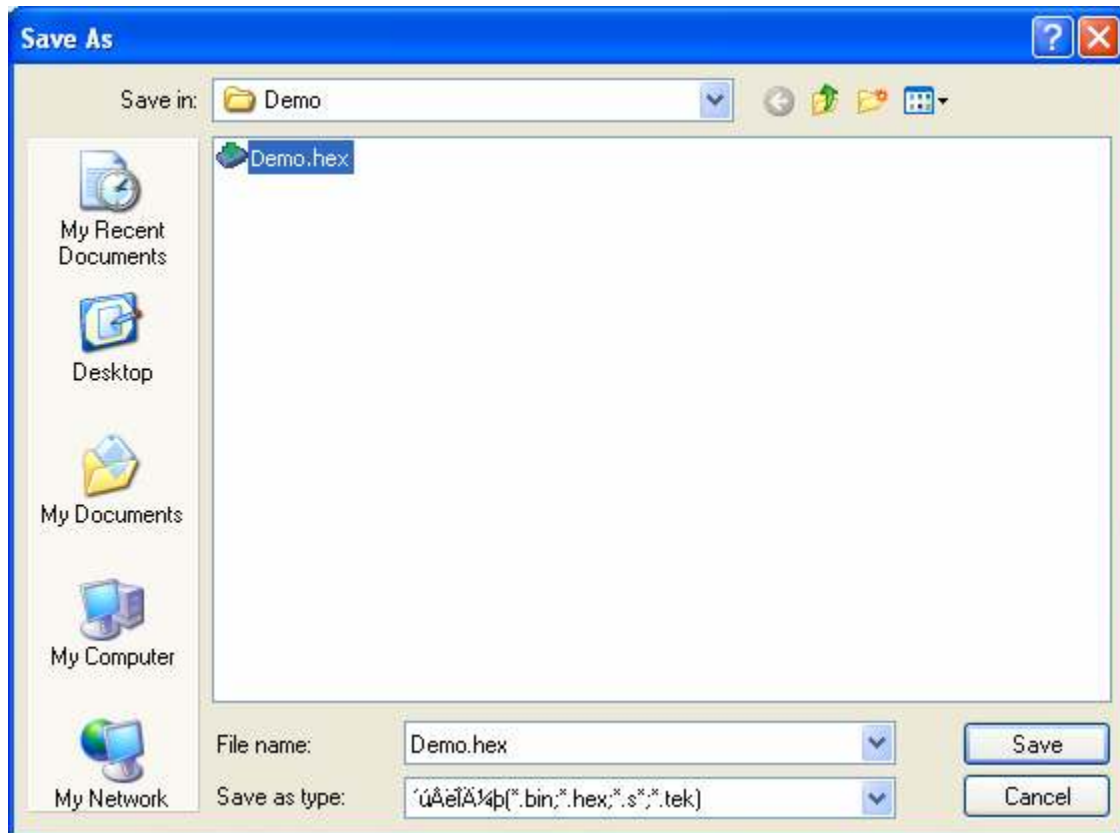 Save As
Save in:
Demo
Demo.hex
My Recent
Documents
Desktop
My Documents
My Computer
My Network
File name:
Demo.hex
Save
Save as type:
´úÂëÎÄ¼þ(*.bin;*.hex;*.s*;*.tek)
Cancel